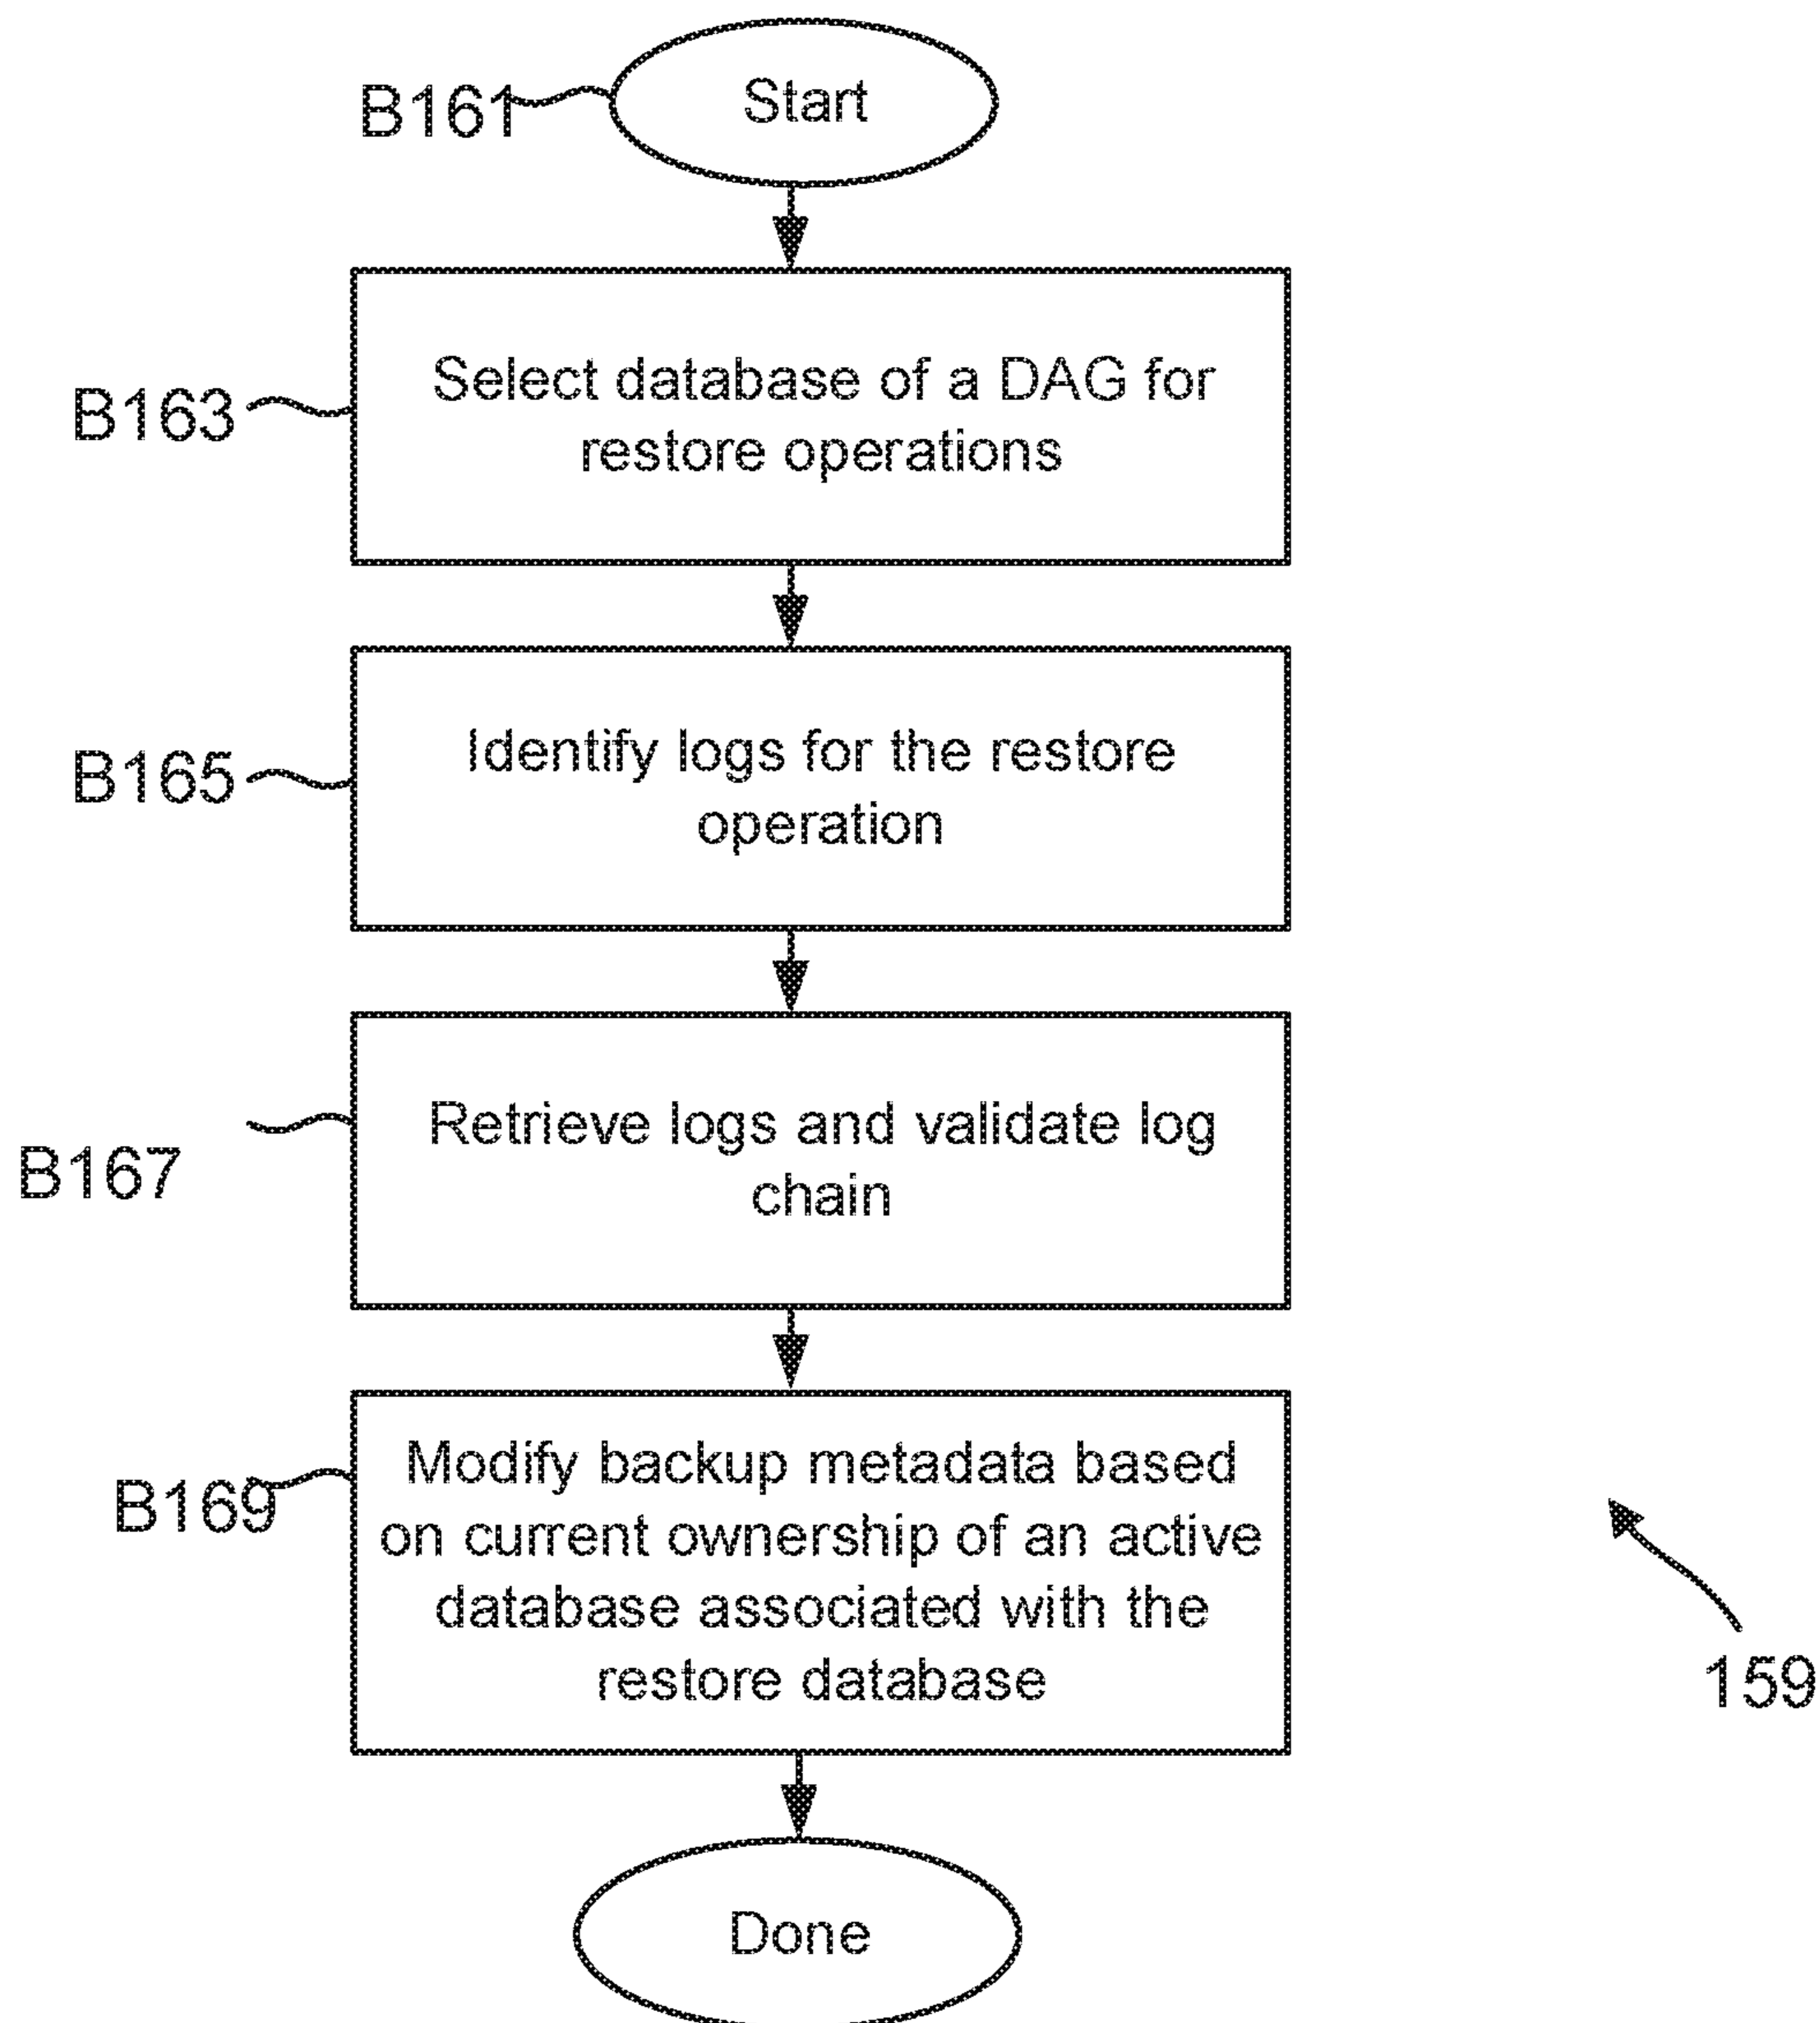 B161
Start
B163
Select database of a DAG for
restore operations
B165
Identify logs for the restore
operation
B167
Retrieve logs and validate log
chain
B169
Modify backup metadata based
on current ownership of an active
database associated with the
restore database
159
Done